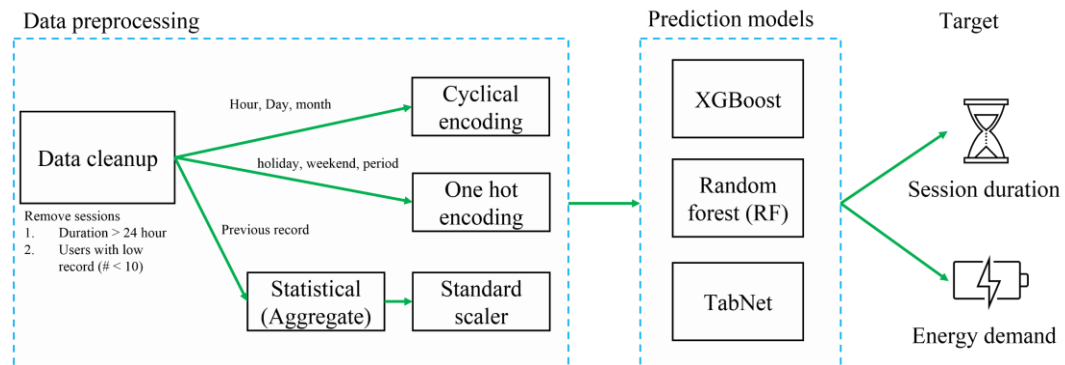 Data preprocessing
Prediction models
Target
Data cleanup
Hour, Day, month
holiday, weekend, period
Previous record
Cyclical
encoding
One hot
encoding
Remove sessions
1. Duration > 24 hour
2. Users with low
record (# < 10)
Statistical
(Aggregate)
Standard
scaler
XGBoost
Random
forest (RF)
TabNet
Session duration
Energy demand